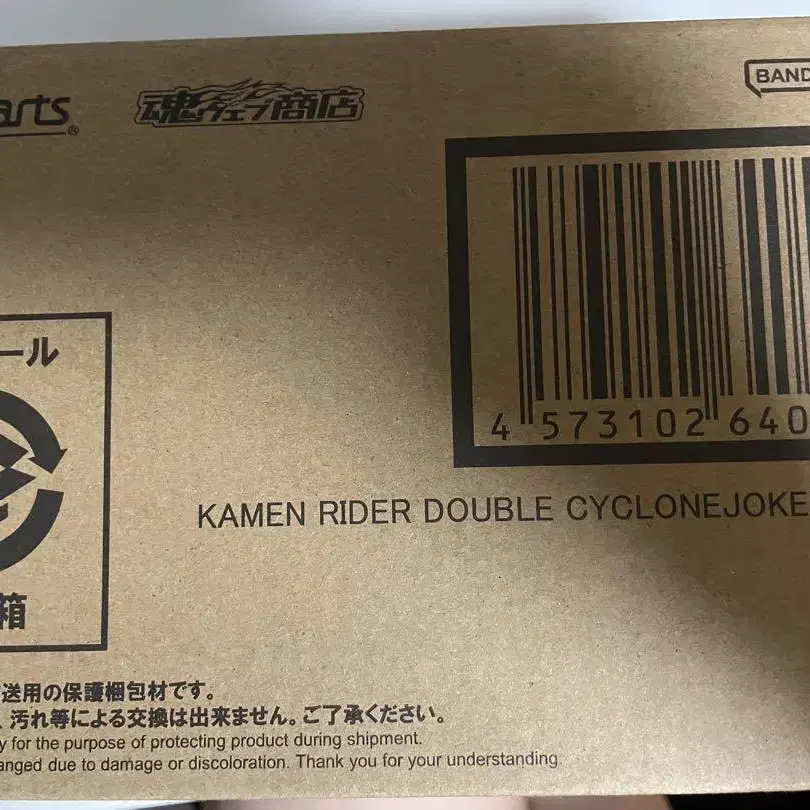 arts®
魂ウェブ商店
BAND
4 573102 640
KAMEN RIDER DOUBLE CYCLONEJOKE
ール
箱
送用の保護梱包材です。
、汚れ等による交換は出来ません。ご了承ください。
y for the purpose of protecting product during shipment.
anged due to damage or discoloration. Thank you for your understanding.